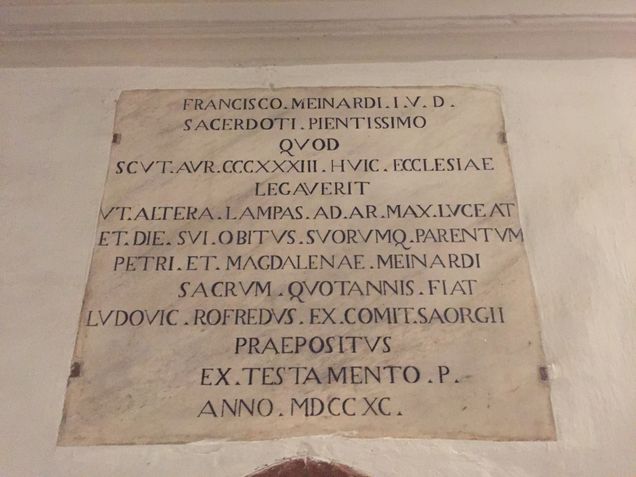 FRANCISCO . MEINARDI . I . V . D .
SACERDOTI . PIENTISSIMO
QVOD
SCVT . AVR . CCCXXXIII . HVIC . ECCLESIAE
LEGAVERIT
VT . ALTERA . LAMPAS . AD . AR . MAX . LVCEAT
ET . DIE . SVI . OBITVS . SVORVMQ . PARENTVM
PETRI . ET . MAGDALENAE . MEINARDI
SACRVM . QVOTANNIS . FIAT
LVDOVIC . ROFREDVS . EX . COMIT . SAORGII
PRAEPOSITVS
EX . TESTAMENTO . P .
ANNO . MDCCXC .